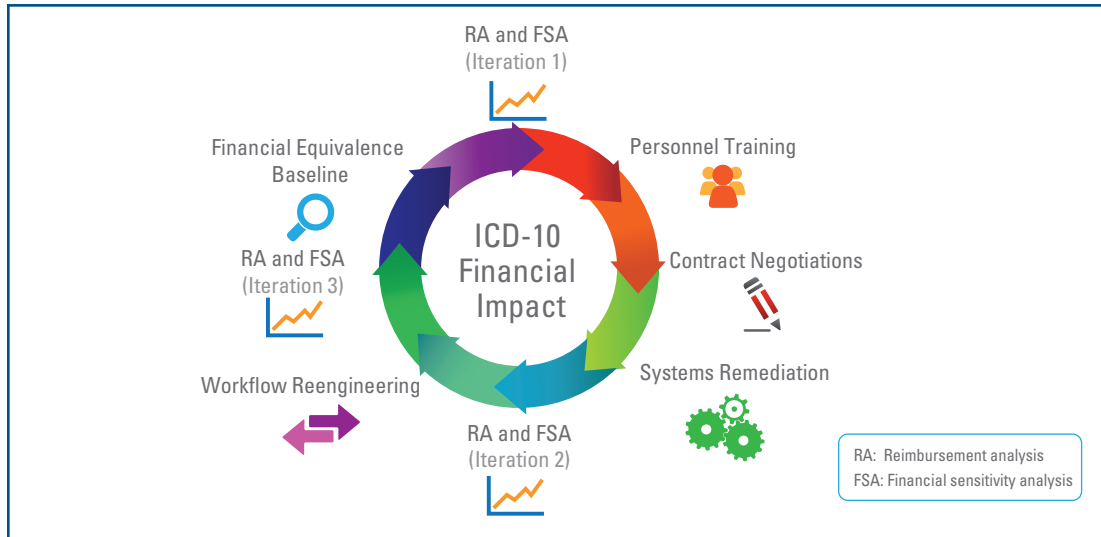 RA and FSA
(Iteration 1)
Personnel Training
Contract Negotiations
Systems Remediation
RA and FSA
(Iteration 2)
Workflow Reengineering
RA and FSA
(Iteration 3)
Financial Equivalence
Baseline
ICD-10
Financial
Impact
RA: Reimbursement analysis
FSA: Financial sensitivity analysis